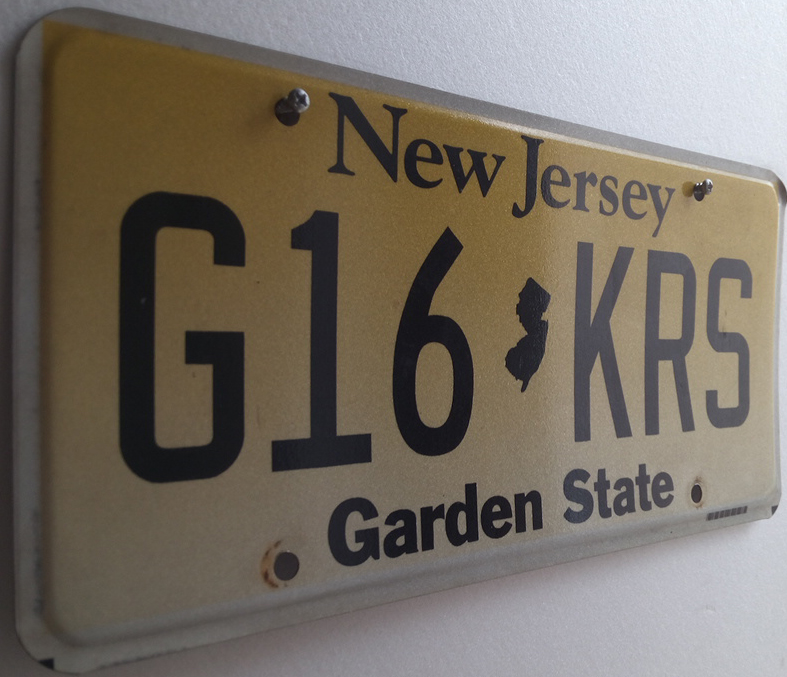 New Jersey
G16 KRS
Garden State